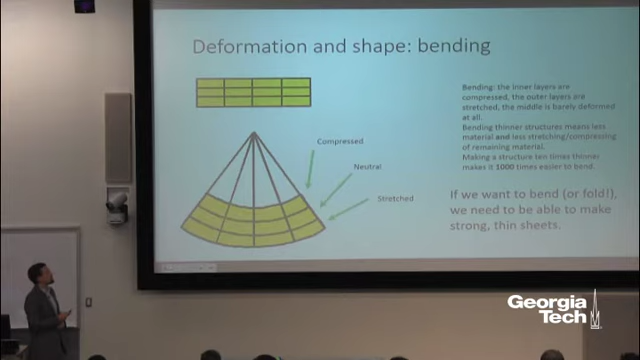 Deformation and shape: bending
Compressed
Neutral
Stretched
Bending: the inner layers are
compressed, the outer layers are
stretched, the middle is barely deformed
at all.
Bending thinner structures means less
material and less stretching/compressing
of remaining material.
Making a structure ten times thinner
makes it 1000 times easier to bend.
If we want to bend (or fold!),
we need to be able to make
strong, thin sheets.
Georgia
Tech